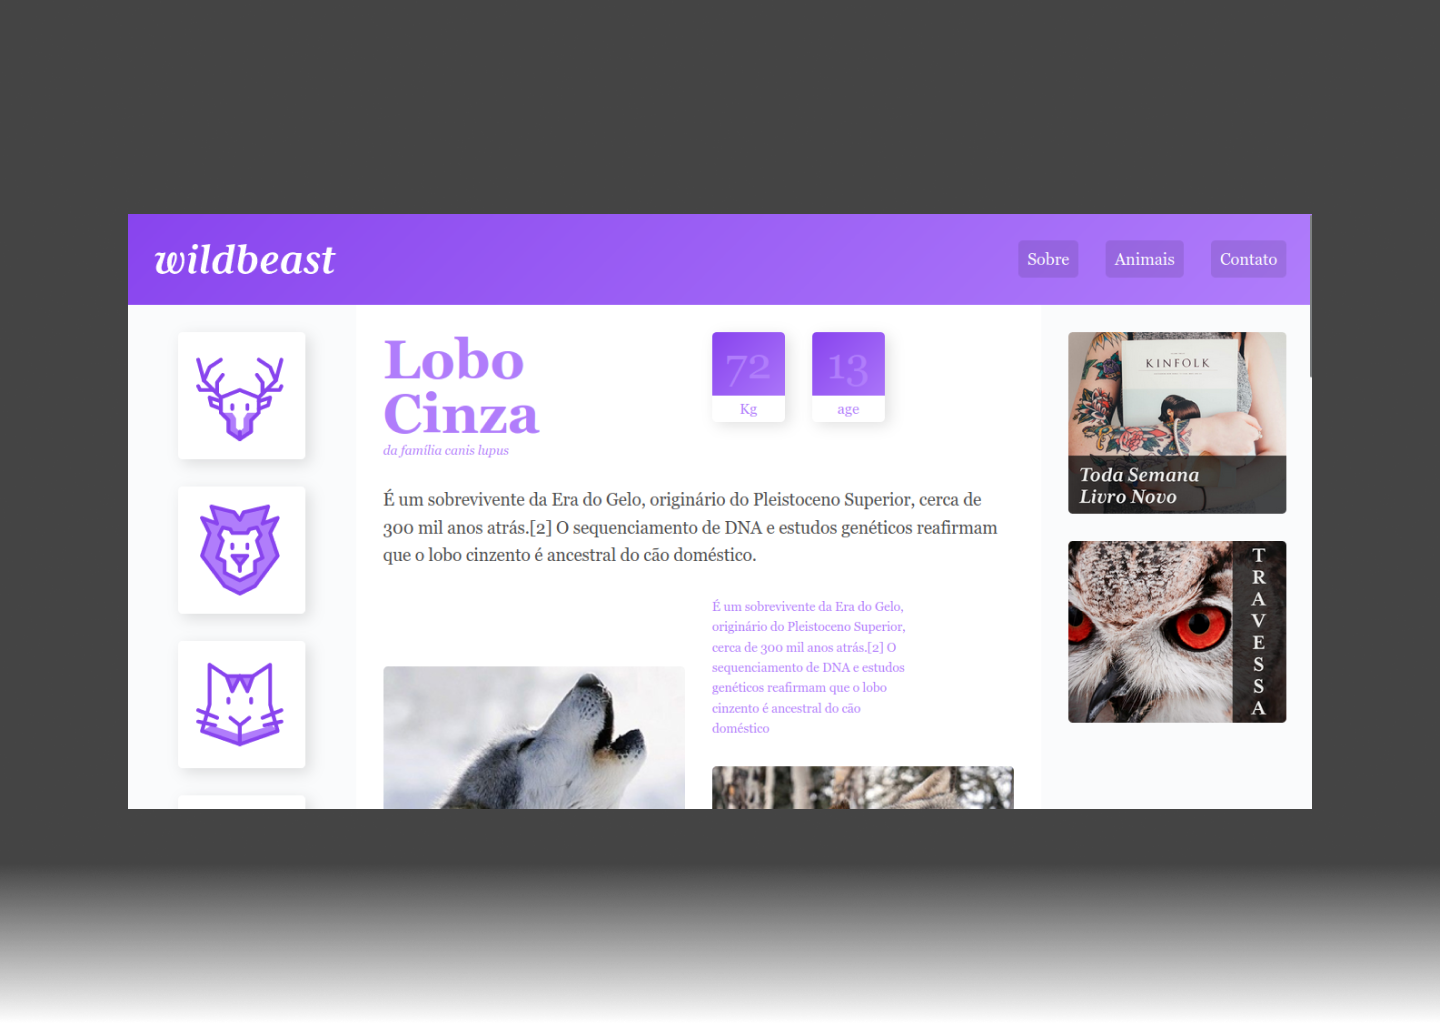 wildbeast
Sobre
Animais
Contato
Lobo
Cinza
da família canis lupus
72
Kg
13
age
É um sobrevivente da Era do Gelo, originário do Pleistoceno Superior, cerca de
300 mil anos atrás.[2] O sequenciamento de DNA e estudos genéticos reafirmam
que o lobo cinzento é ancestral do cão doméstico.
É um sobrevivente da Era do Gelo,
originário do Pleistoceno Superior,
cerca de 300 mil anos atrás.[2] O
sequenciamento de DNA e estudos
genéticos reafirmam que o lobo
cinzento é ancestral do cão
doméstico
KINFOLK
Toda Semana
Livro Novo
TRAVESSA